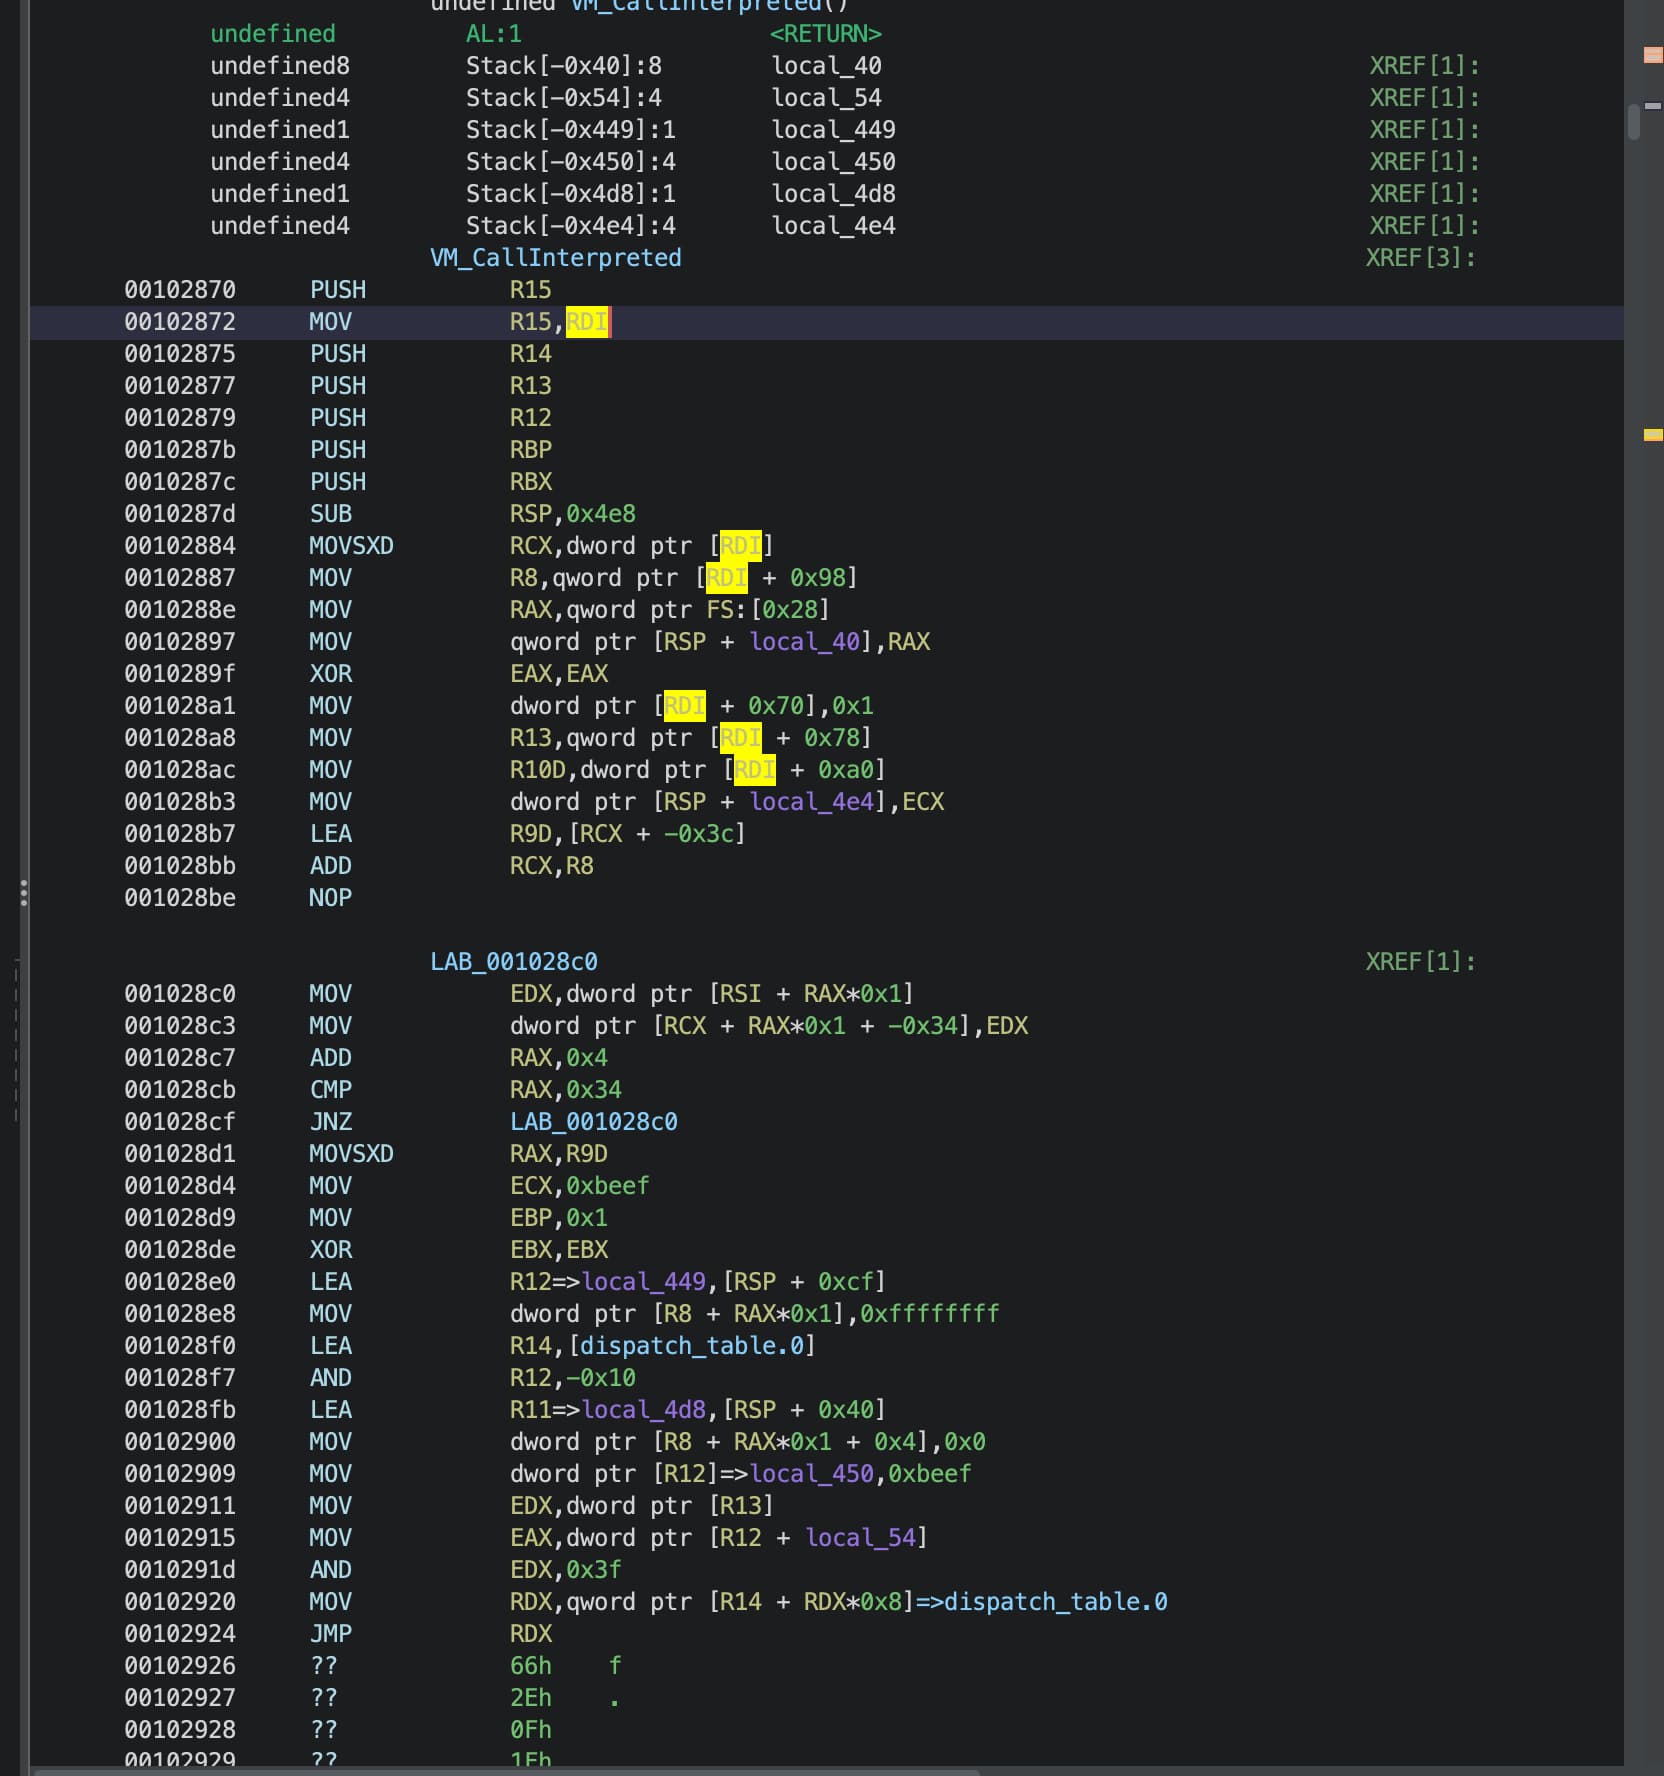 undefined VM_CallInterpreted()
undefined AL:1 <RETURN>
undefined8 Stack[-0x40]:8 local_40 XREF[1]:
undefined4 Stack[-0x54]:4 local_54 XREF[1]:
undefined1 Stack[-0x449]:1 local_449 XREF[1]:
undefined4 Stack[-0x450]:4 local_450 XREF[1]:
undefined1 Stack[-0x4d8]:1 local_4d8 XREF[1]:
undefined4 Stack[-0x4e4]:4 local_4e4 XREF[1]:
VM_CallInterpreted XREF[3]:
00102870 PUSH R15
00102872 MOV R15,RDI
00102875 PUSH R14
00102877 PUSH R13
00102879 PUSH R12
0010287b PUSH RBP
0010287c PUSH RBX
0010287d SUB RSP,0x4e8
00102884 MOVSXD RCX,dword ptr [RDI]
00102887 MOV R8,qword ptr [RDI + 0x98]
0010288e MOV RAX,qword ptr FS:[0x28]
00102897 MOV qword ptr [RSP + local_40],RAX
0010289f XOR EAX,EAX
001028a1 MOV dword ptr [RDI + 0x70],0x1
001028a8 MOV R13,qword ptr [RDI + 0x78]
001028ac MOV R10D,dword ptr [RDI + 0xa0]
001028b3 MOV dword ptr [RSP + local_4e4],ECX
001028b7 LEA R9D,[RCX + -0x3c]
001028bb ADD RCX,R8
001028be NOP
LAB_001028c0 XREF[1]:
001028c0 MOV EDX,dword ptr [RSI + RAX*0x1]
001028c3 MOV dword ptr [RCX + RAX*0x1 + -0x34],EDX
001028c7 ADD RAX,0x4
001028cb CMP RAX,0x34
001028cf JNZ LAB_001028c0
001028d1 MOVSXD RAX,R9D
001028d4 MOV ECX,0xbeef
001028d9 MOV EBP,0x1
001028de XOR EBX,EBX
001028e0 LEA R12=>local_449,[RSP + 0xcf]
001028e8 MOV dword ptr [R8 + RAX*0x1],0xffffffff
001028f0 LEA R14,[dispatch_table.0]
001028f7 AND R12,-0x10
001028fb LEA R11=>local_4d8,[RSP + 0x40]
00102900 MOV dword ptr [R8 + RAX*0x1 + 0x4],0x0
00102909 MOV dword ptr [R12]=>local_450,0xbeef
00102911 MOV EDX,dword ptr [R13]
00102915 MOV EAX,dword ptr [R12 + local_54]
0010291d AND EDX,0x3f
00102920 MOV RDX,qword ptr [R14 + RDX*0x8]=>dispatch_table.0
00102924 JMP RDX
00102926 ?? 66h f
00102927 ?? 2Eh .
00102928 ?? 0Fh
00102929 ?? 1Fh